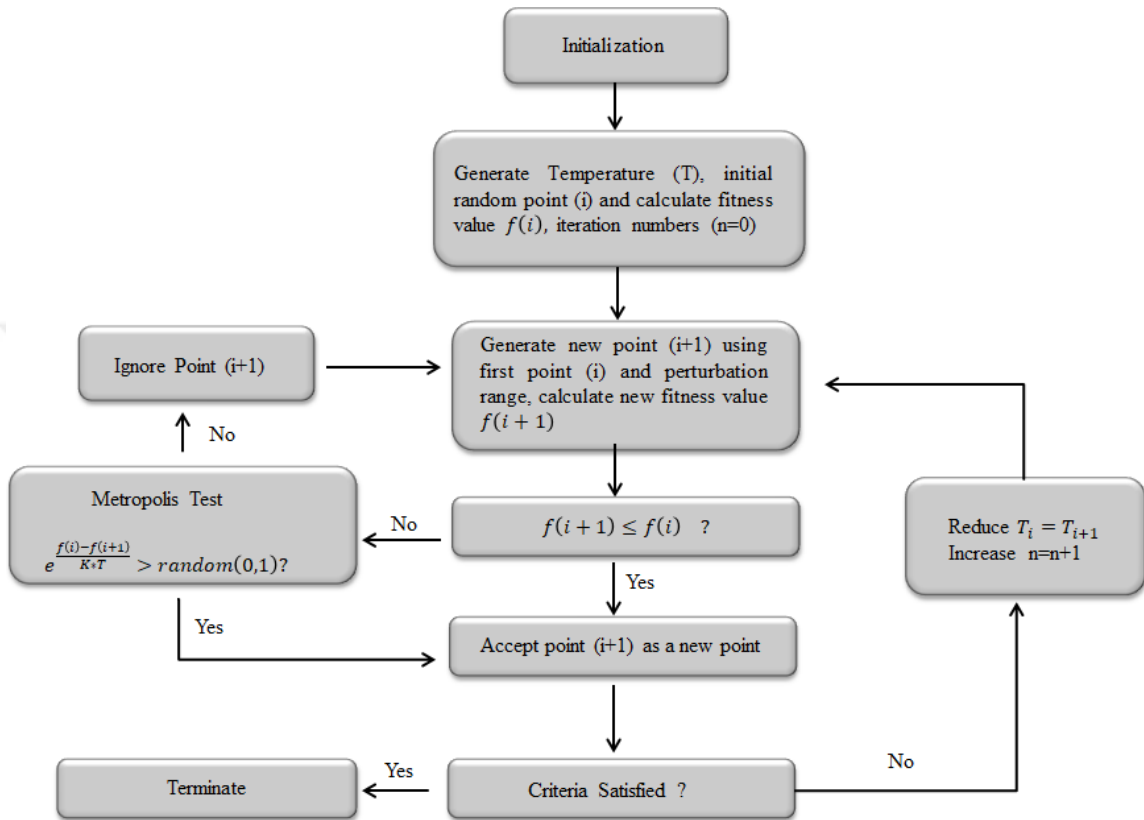 Initialization
Generate Temperature (T), initial
random point (i) and calculate fitness
value f(i), iteration numbers (n=0)
Ignore Point (i+1)
Generate new point (i+1) using
first point (i) and perturbation
range, calculate new fitness value
f(i + 1)
No
Metropolis Test
e^{\frac{f(i)-f(i+1)}{K*T}} > random(0,1)?
No
f(i + 1) ≤ f(i) ?
Reduce T_i = T_{i+1}
Increase n=n+1
Yes
Yes
Accept point (i+1) as a new point
No
Yes
Terminate
Criteria Satisfied ?